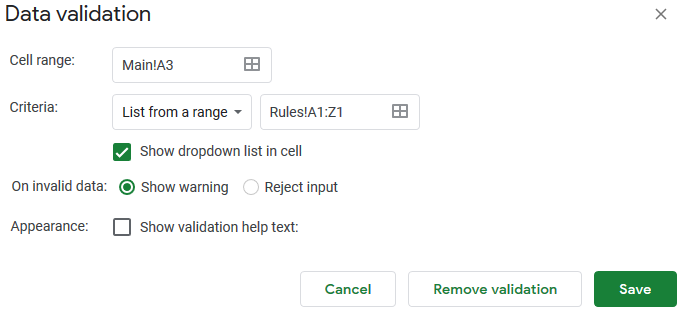 Data validation
Cell range: Main!A3
Criteria: List from a range Rules!A1:Z1
Show dropdown list in cell
On invalid data: Show warning Reject input
Appearance: Show validation help text:
Cancel Remove validation Save